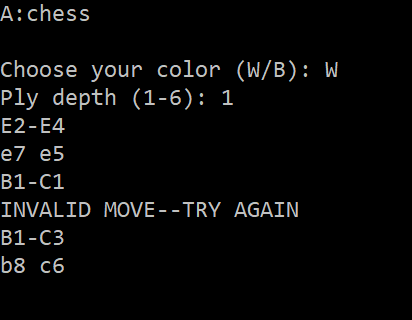 A:chess
Choose your color (W/B): W
Ply depth (1-6): 1
E2-E4
e7 e5
B1-C1
INVALID MOVE--TRY AGAIN
B1-C3
b8 c6